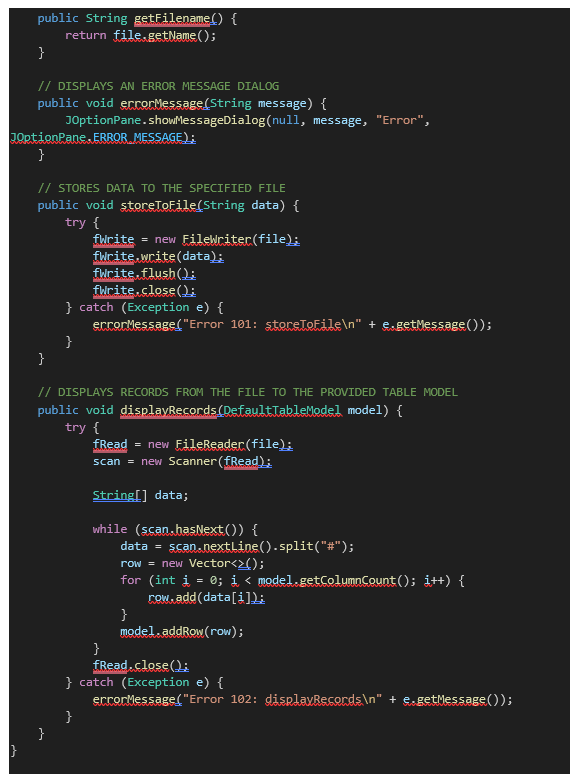 public String getFilename() {
return file.getName();
}
// DISPLAYS AN ERROR MESSAGE DIALOG
public void errorMessage(String message) {
JOptionPane.showMessageDialog(null, message, "Error",
JOptionPane.ERROR_MESSAGE);
}
// STORES DATA TO THE SPECIFIED FILE
public void storeToFile(String data) {
try {
fWrite = new FileWriter(file);
fWrite.write(data);
fWrite.flush();
fWrite.close();
} catch (Exception e) {
errorMessage("Error 101: storeToFile\n" + e.getMessage());
}
}
// DISPLAYS RECORDS FROM THE FILE TO THE PROVIDED TABLE MODEL
public void displayRecords(DefaultTableModel model) {
try {
fRead = new FileReader(file);
scan = new Scanner(fRead);
String[] data;
while (scan.hasNext()) {
data = scan.nextLine().split("#");
row = new Vector<>();
for (int i = 0; i < model.getColumnCount(); i++) {
row.add(data[i]);
}
model.addRow(row);
}
fRead.close();
} catch (Exception e) {
errorMessage("Error 102: displayRecords\n" + e.getMessage());
}
}
}